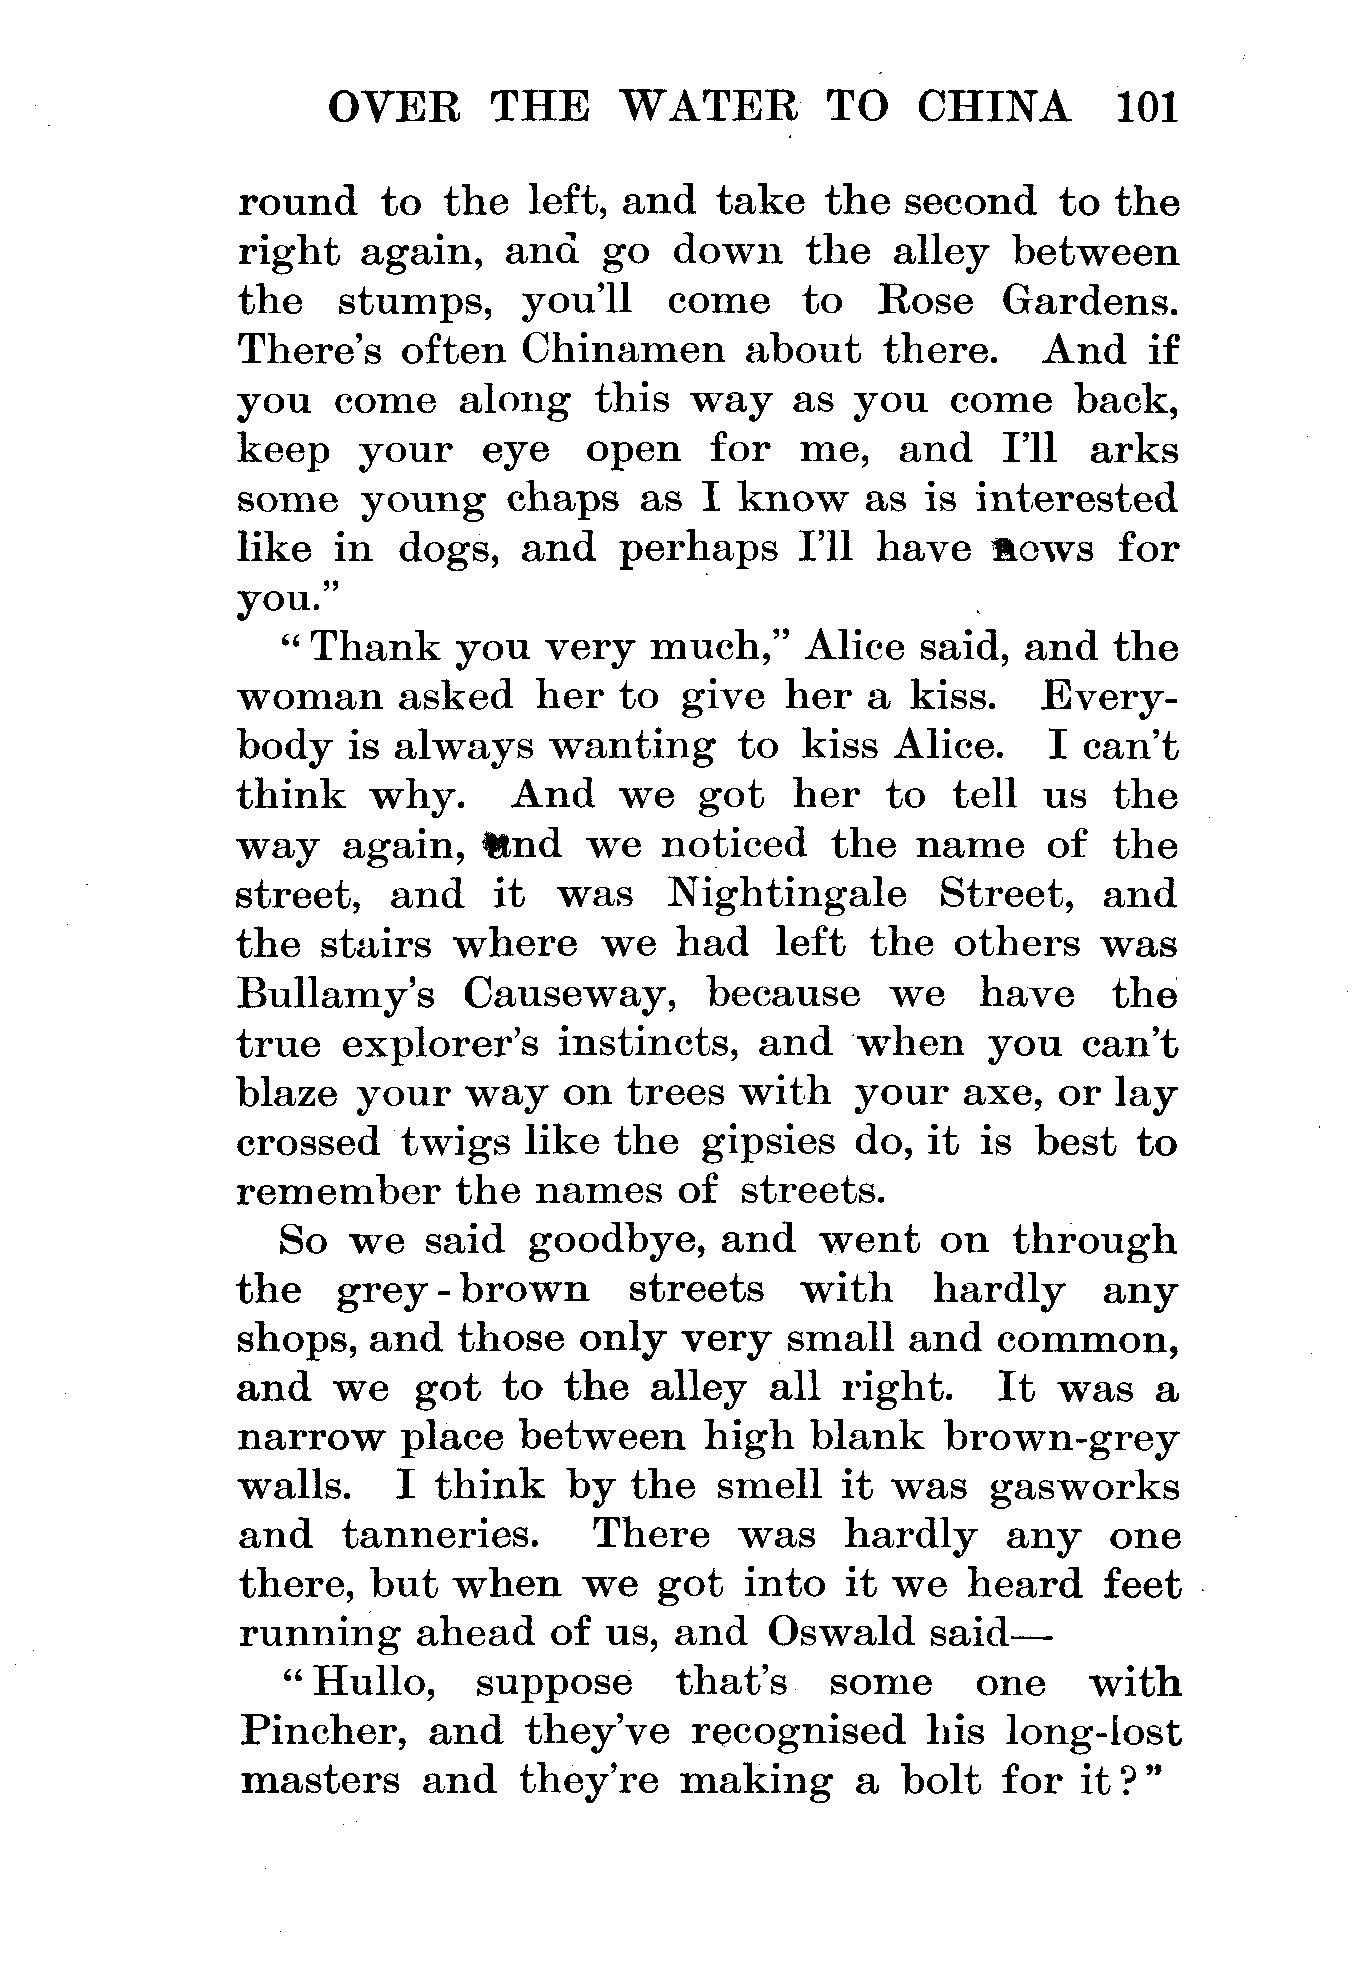 OVER THE WATER TO CHINA 101
round to the left, and take the second to the
right again, and go down the alley between
the stumps, you'll come to Rose Gardens.
There's often Chinamen about there. And if
you come along this way as you come back,
keep your eye open for me, and I'll arks
some young chaps as I know as is interested
like in dogs, and perhaps I'll have nows for
you."
"Thank you very much," Alice said, and the
woman asked her to give her a kiss. Every-
body is always wanting to kiss Alice. I can't
think why. And we got her to tell us the
way again, and we noticed the name of the
street, and it was Nightingale Street, and
the stairs where we had left the others was
Bullamy's Causeway, because we have the
true explorer's instincts, and when you can't
blaze your way on trees with your axe, or lay
crossed twigs like the gipsies do, it is best to
remember the names of streets.
So we said goodbye, and went on through
the grey-brown streets with hardly any
shops, and those only very small and common,
and we got to the alley all right. It was a
narrow place between high blank brown-grey
walls. I think by the smell it was gasworks
and tanneries. There was hardly any one
there, but when we got into it we heard feet
running ahead of us, and Oswald said—
"Hullo, suppose that's some one with
Pincher, and they've recognised his long-lost
masters and they're making a bolt for it?"